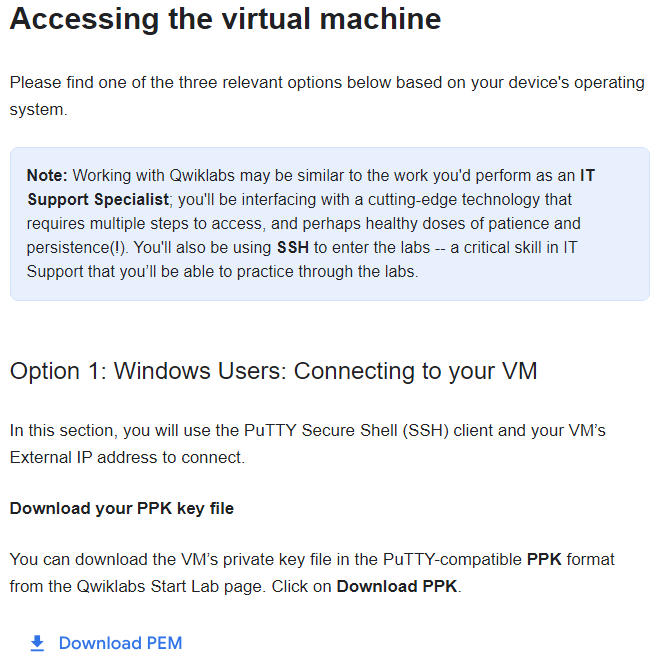 Accessing the virtual machine
Please find one of the three relevant options below based on your device's operating
system.
Note: Working with Qwiklabs may be similar to the work you'd perform as an IT
Support Specialist; you'll be interfacing with a cutting-edge technology that
requires multiple steps to access, and perhaps healthy doses of patience and
persistence(!). You'll also be using SSH to enter the labs -- a critical skill in IT
Support that you’ll be able to practice through the labs.
Option 1: Windows Users: Connecting to your VM
In this section, you will use the PuTTY Secure Shell (SSH) client and your VM’s
External IP address to connect.
Download your PPK key file
You can download the VM’s private key file in the PuTTY-compatible PPK format
from the Qwiklabs Start Lab page. Click on Download PPK.
Download PEM